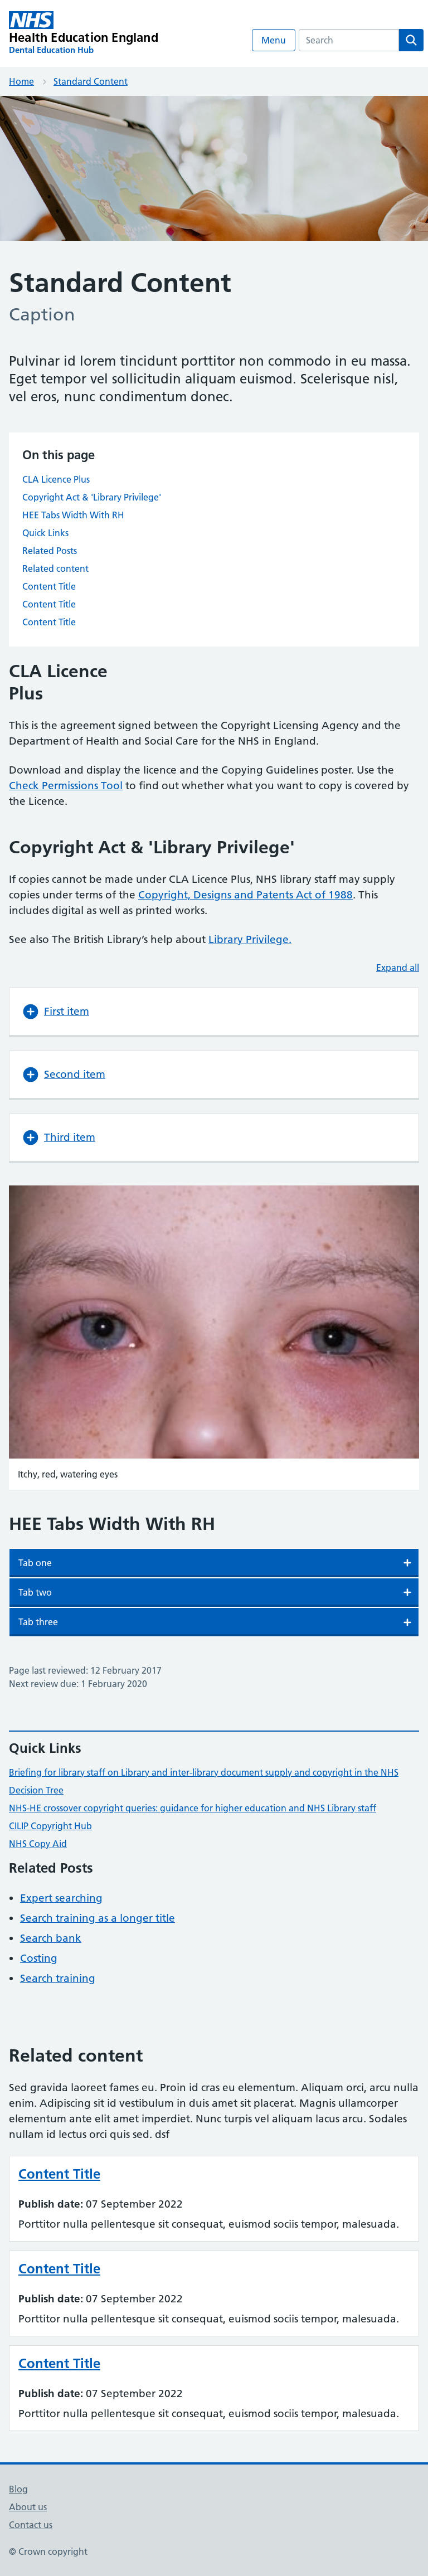 NHS
Health Education England
Dental Education Hub
Menu
Search
Home
Standard Content
Standard Content
Caption
Pulvinar id lorem tincidunt porttitor non commodo in eu massa.
Eget tempor vel sollicitudin aliquam euismod. Scelerisque nisl,
vel eros, nunc condimentum donec.
On this page
CLA Licence Plus
Copyright Act & 'Library Privilege'
HEE Tabs Width With RH
Quick Links
Related Posts
Related content
Content Title
Content Title
Content Title
CLA Licence
Plus
This is the agreement signed between the Copyright Licensing Agency and the
Department of Health and Social Care for the NHS in England.
Download and display the licence and the Copying Guidelines poster. Use the
Check Permissions Tool to find out whether what you want to copy is covered by
the Licence.
Copyright Act & 'Library Privilege'
If copies cannot be made under CLA Licence Plus, NHS library staff may supply
copies under terms of the Copyright, Designs and Patents Act of 1988. This
includes digital as well as printed works.
See also The British Library’s help about Library Privilege.
Expand all
First item
Second item
Third item
Itchy, red, watering eyes
HEE Tabs Width With RH
Tab one
Tab two
Tab three
Page last reviewed: 12 February 2017
Next review due: 1 February 2020
Quick Links
Briefing for library staff on Library and inter-library document supply and copyright in the NHS
Decision Tree
NHS-HE crossover copyright queries: guidance for higher education and NHS Library staff
CILIP Copyright Hub
NHS Copy Aid
Related Posts
Expert searching
Search training as a longer title
Search bank
Costing
Search training
Related content
Sed gravida laoreet fames eu. Proin id cras eu elementum. Aliquam orci, arcu nulla
enim. Adipiscing sit id vestibulum in duis amet sit placerat. Magnis ullamcorper
elementum ante elit amet imperdiet. Nunc turpis vel aliquam lacus arcu. Sodales
nullam id lectus orci quis sed. dsf
Content Title
Publish date: 07 September 2022
Porttitor nulla pellentesque sit consequat, euismod sociis tempor, malesuada.
Content Title
Publish date: 07 September 2022
Porttitor nulla pellentesque sit consequat, euismod sociis tempor, malesuada.
Content Title
Publish date: 07 September 2022
Porttitor nulla pellentesque sit consequat, euismod sociis tempor, malesuada.
Blog
About us
Contact us
© Crown copyright